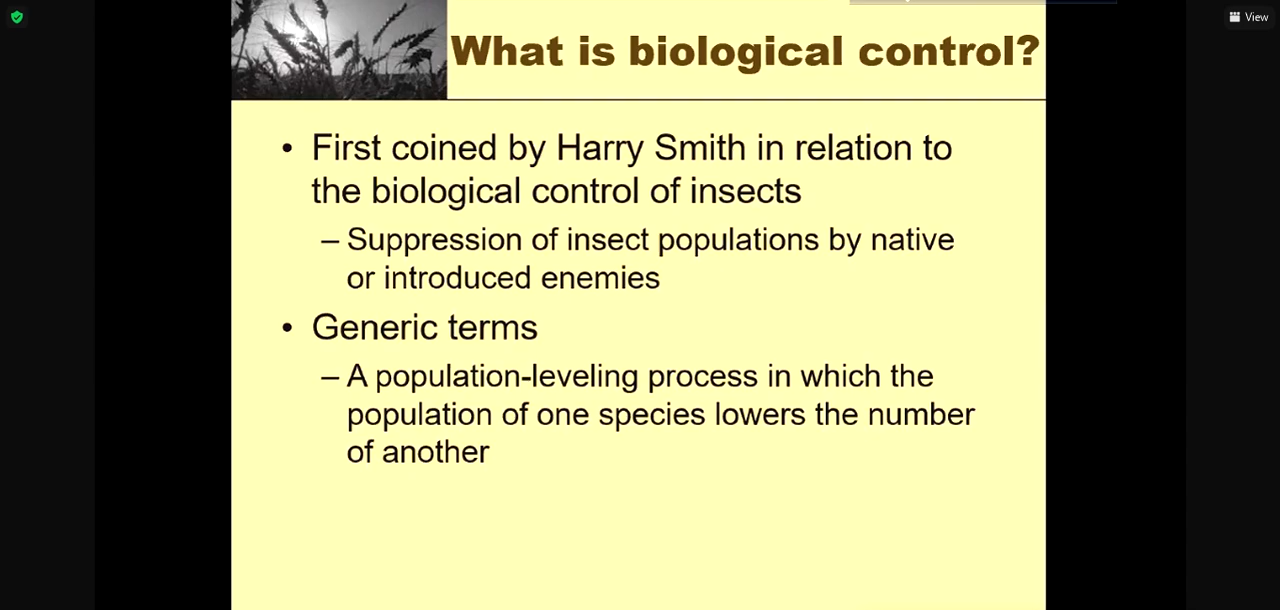 View
What is biological control?
• First coined by Harry Smith in relation to
the biological control of insects
– Suppression of insect populations by native
or introduced enemies
• Generic terms
– A population-leveling process in which the
population of one species lowers the number
of another